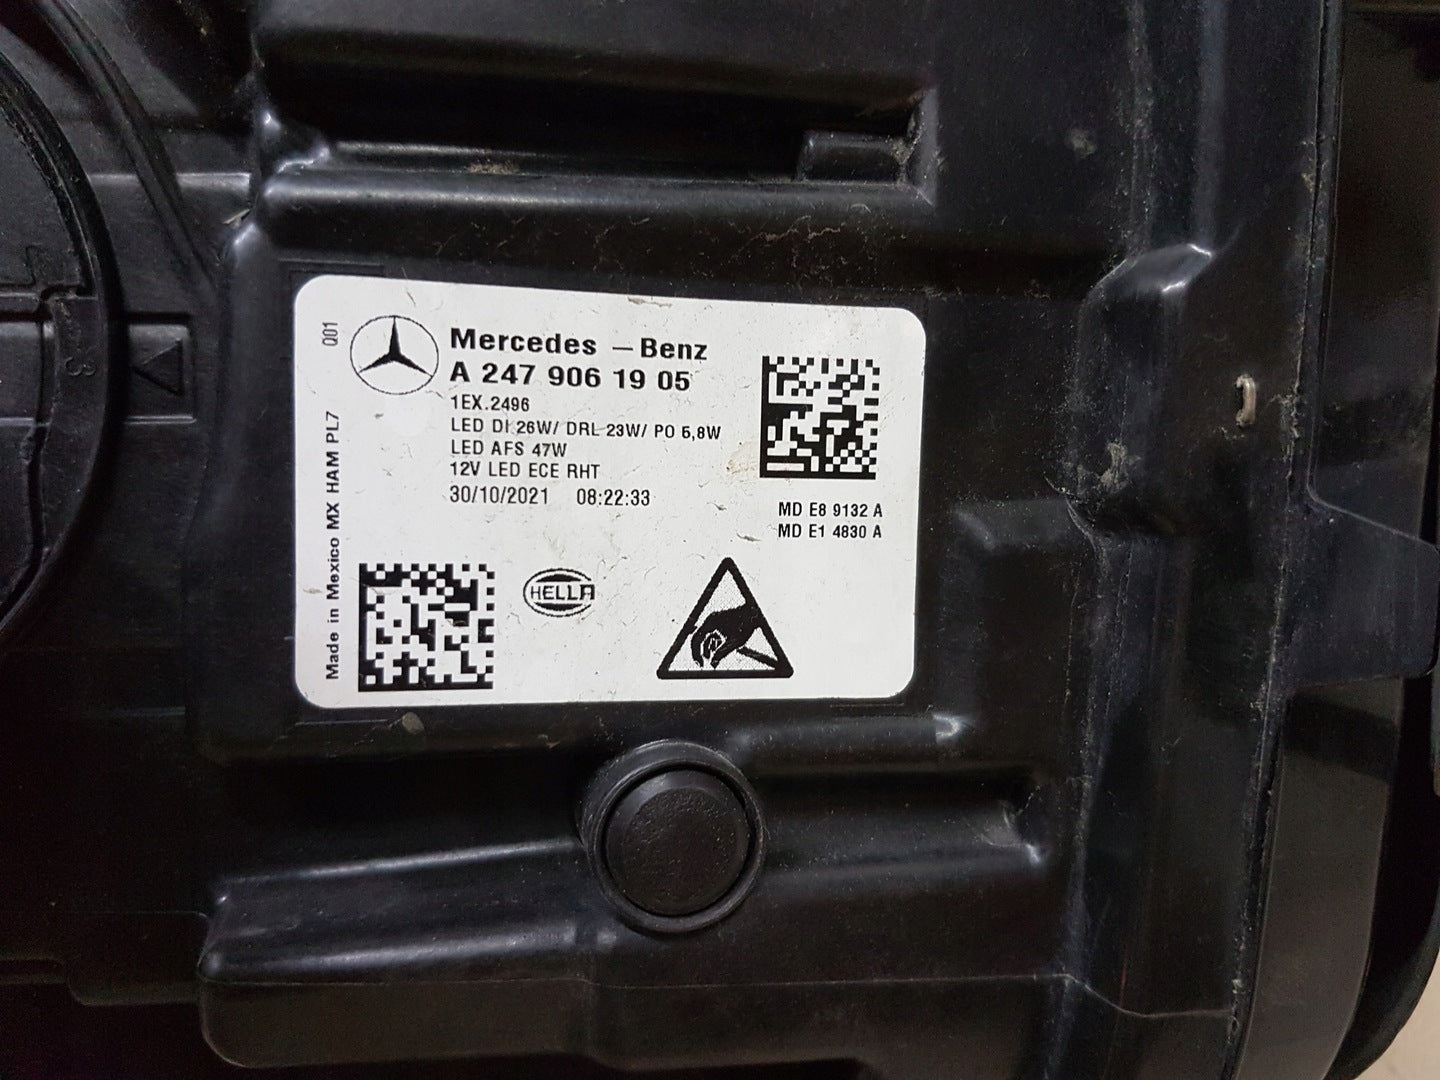 001
Mercedes-Benz
A 247 906 19 05
1EX.2496
LED DI 26W/ DRL 23W/ PO 5,8W
LED AFS 47W
12V LED ECE RHT
30/10/2021 08:22:33
MD E8 9132 A
MD E1 4830 A
Made in Mexico MX HAM PL7
HELLA
3